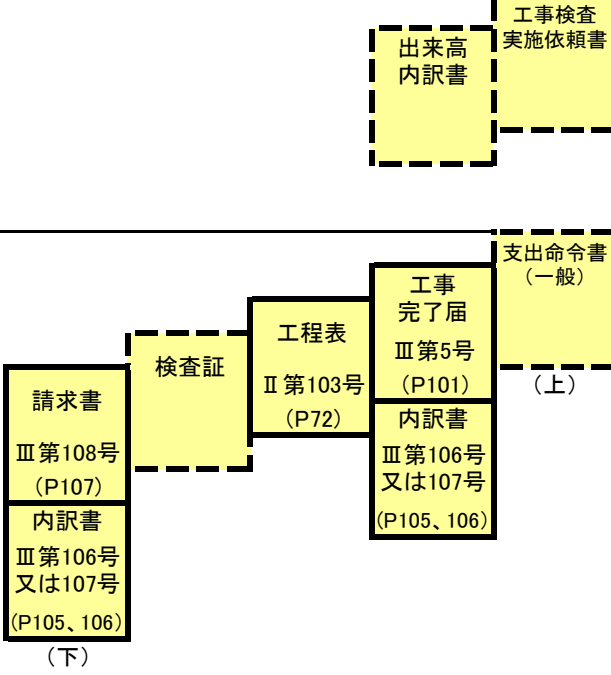 工事検査
実施依頼書
出来高
内訳書
支出命令書
（一般）
（上）
工事
完了届
Ⅲ第5号
（P101）
内訳書
Ⅲ第106号
又は107号
(P105、106)
工程表
Ⅱ第103号
（P72）
検査証
請求書
Ⅲ第108号
（P107）
内訳書
Ⅲ第106号
又は107号
(P105、106)
（下）